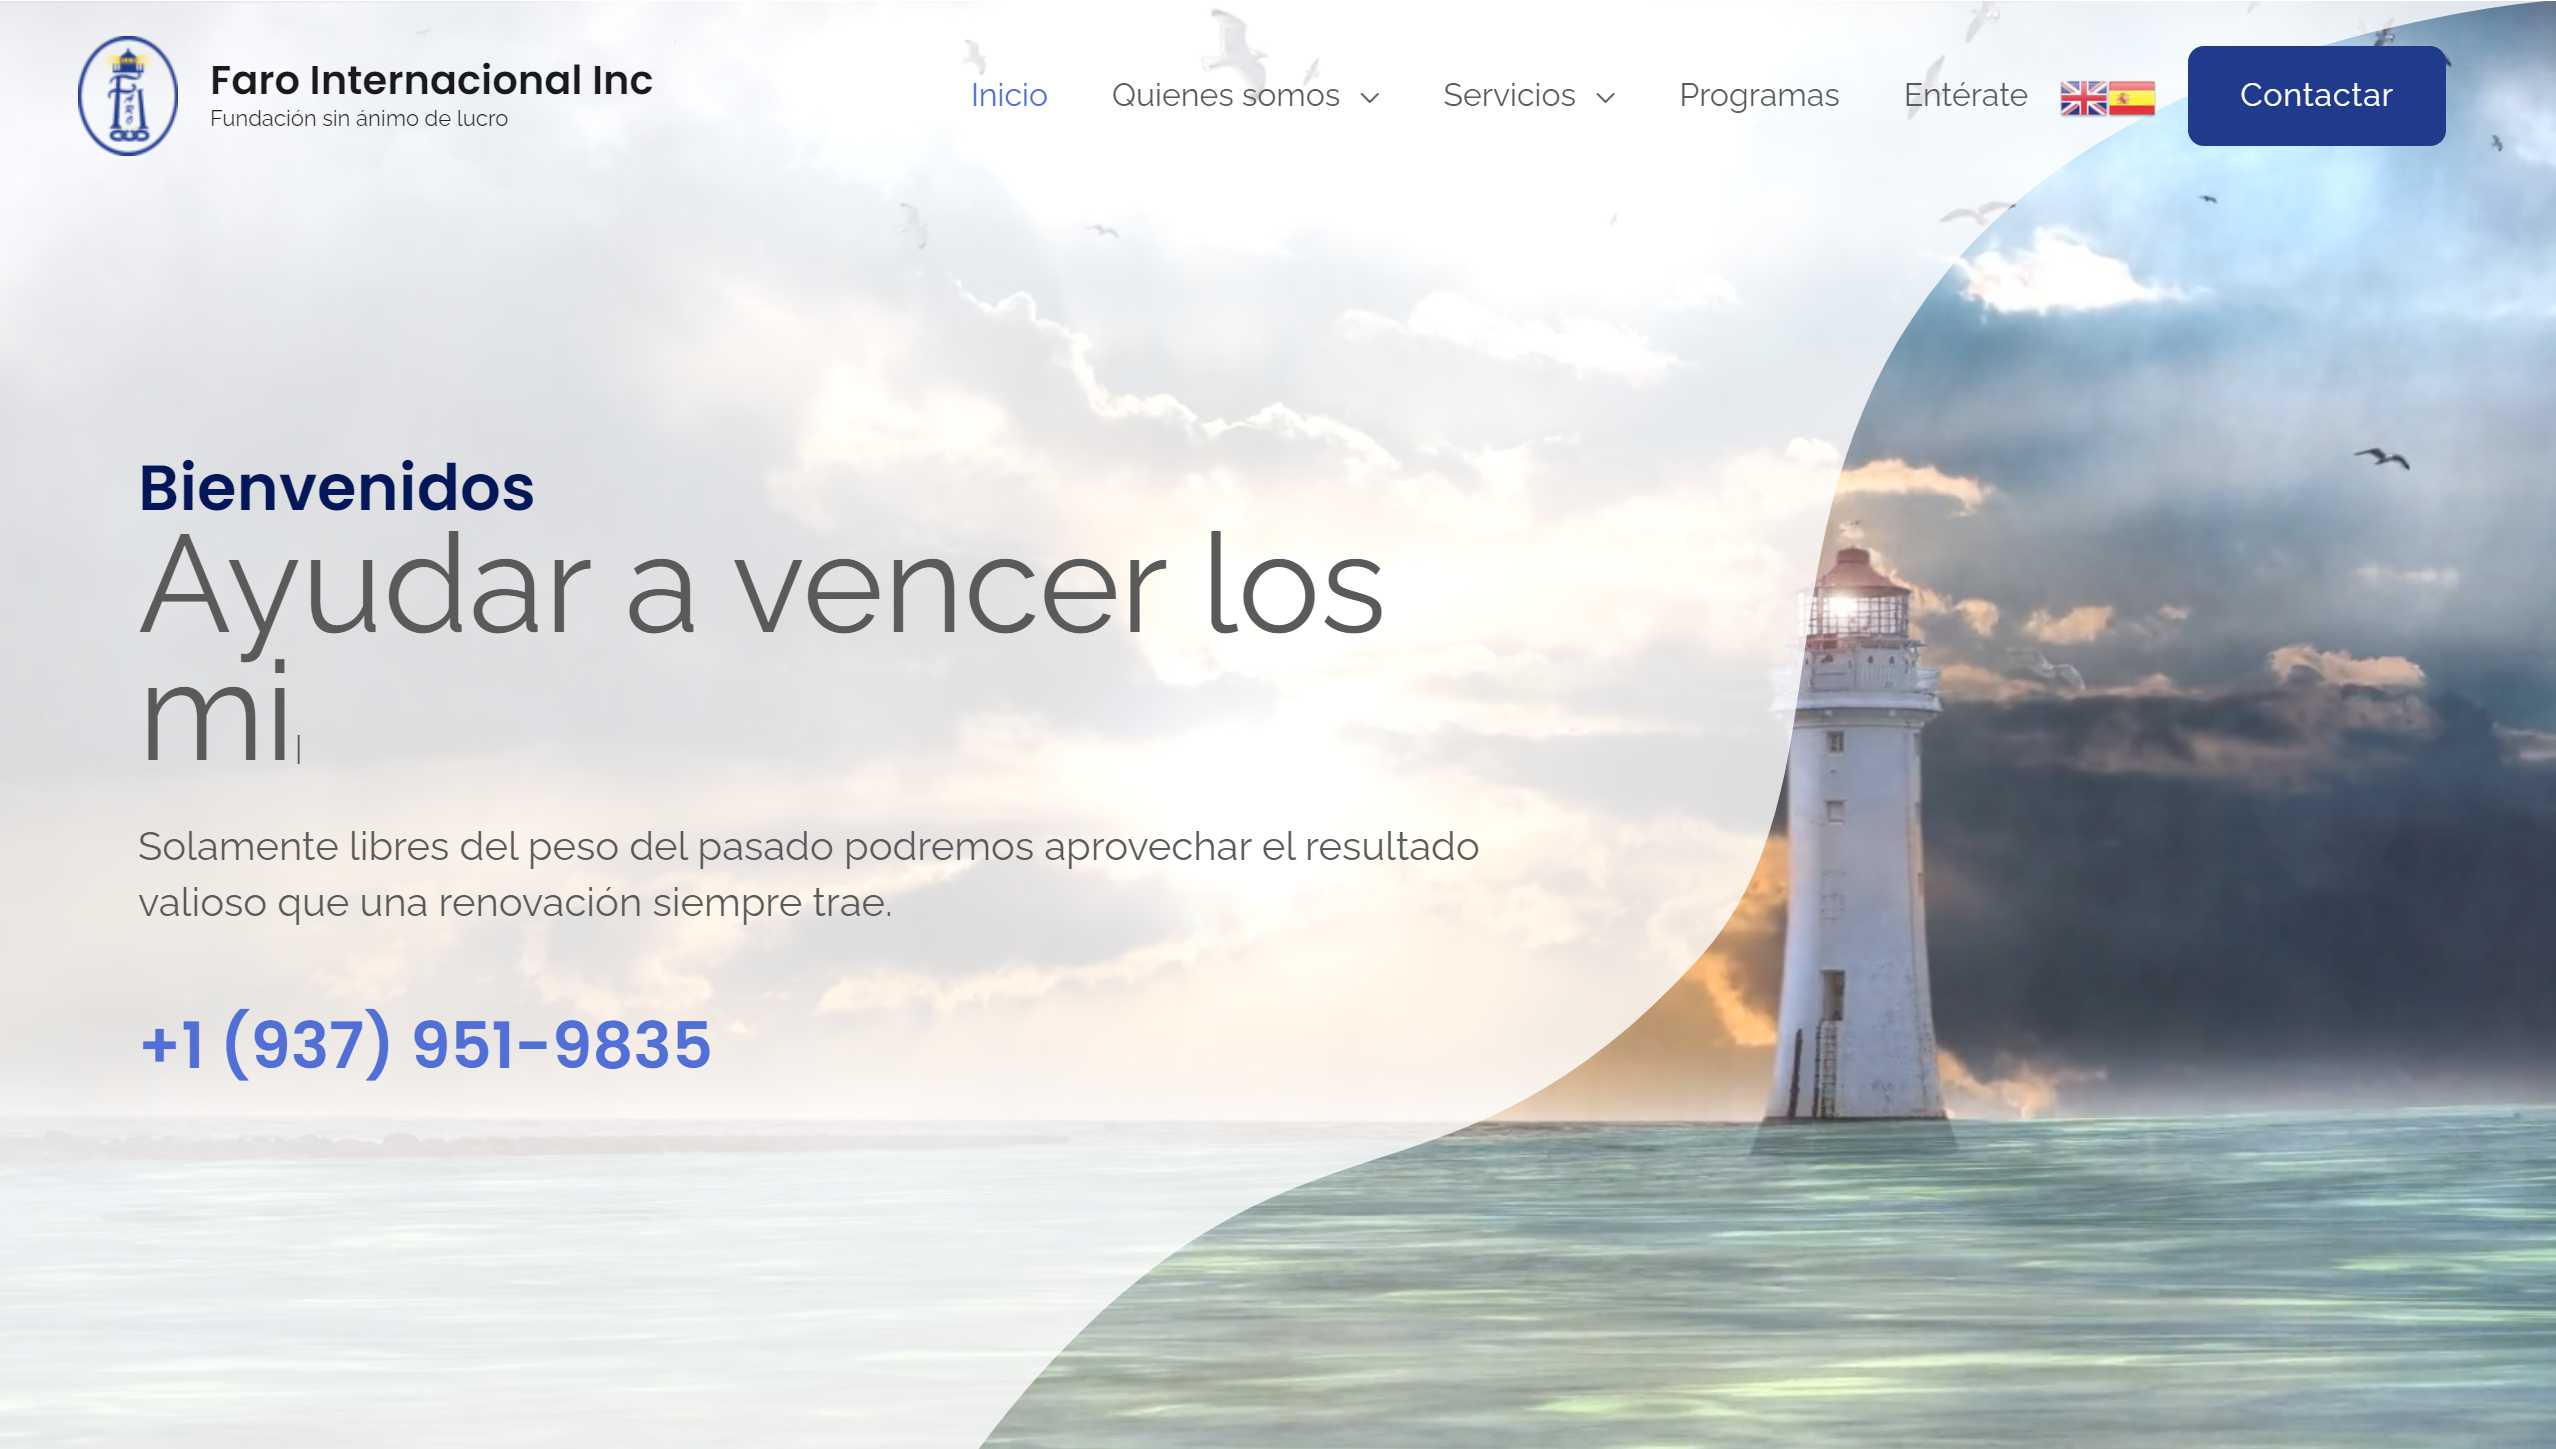 Faro Internacional Inc
Fundación sin ánimo de lucro
Inicio
Quienes somos
Servicios
Programas
Entérate
Contactar
Bienvenidos
Ayudar a vencer los
mi
Solamente libres del peso del pasado podremos aprovechar el resultado
valioso que una renovación siempre trae.
+1 (937) 951-9835